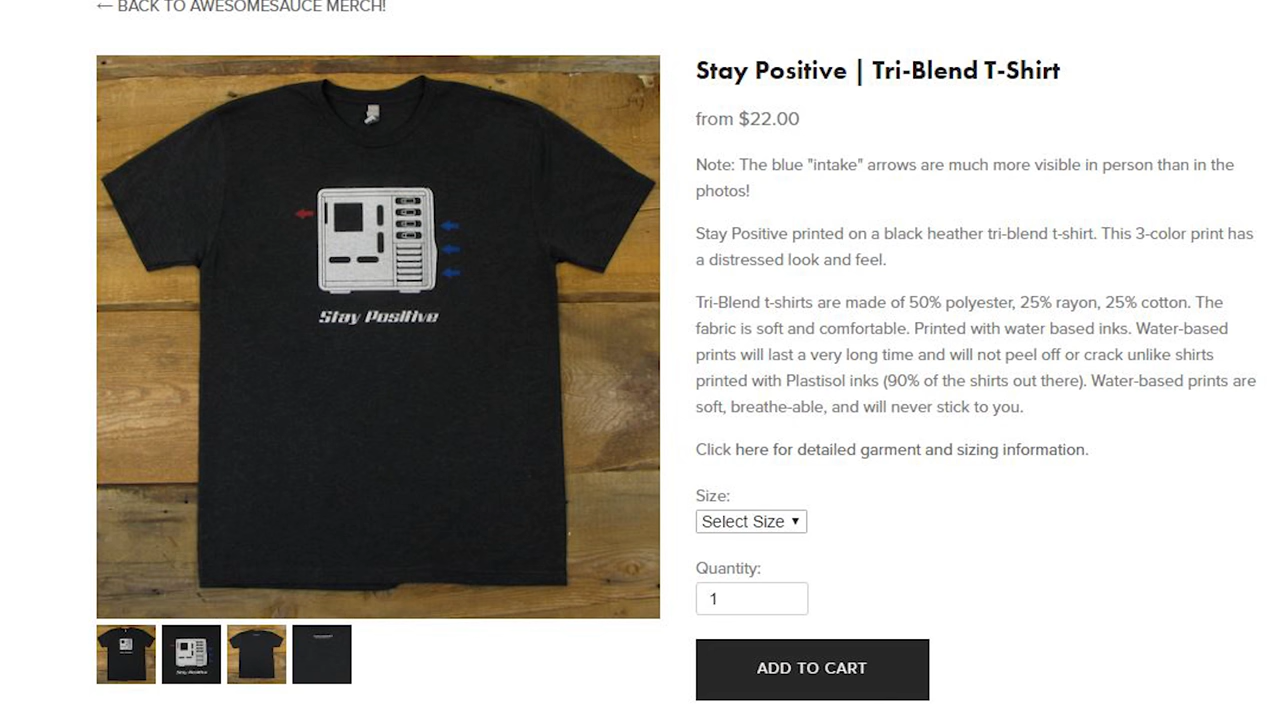 ← BACK TO AWESOMESAUCE MERCH!
Stay Positive | Tri-Blend T-Shirt
from $22.00
Note: The blue "intake" arrows are much more visible in person than in the
photos!
Stay Positive printed on a black heather tri-blend t-shirt. This 3-color print has
a distressed look and feel.
Tri-Blend t-shirts are made of 50% polyester, 25% rayon, 25% cotton. The
fabric is soft and comfortable. Printed with water based inks. Water-based
prints will last a very long time and will not peel off or crack unlike shirts
printed with Plastisol inks (90% of the shirts out there). Water-based prints are
soft, breathe-able, and will never stick to you.
Click here for detailed garment and sizing information.
Size:
Select Size ▼
Quantity:
1
ADD TO CART
Stay Positive
Stay Positive